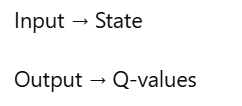 Input → State
Output → Q-values